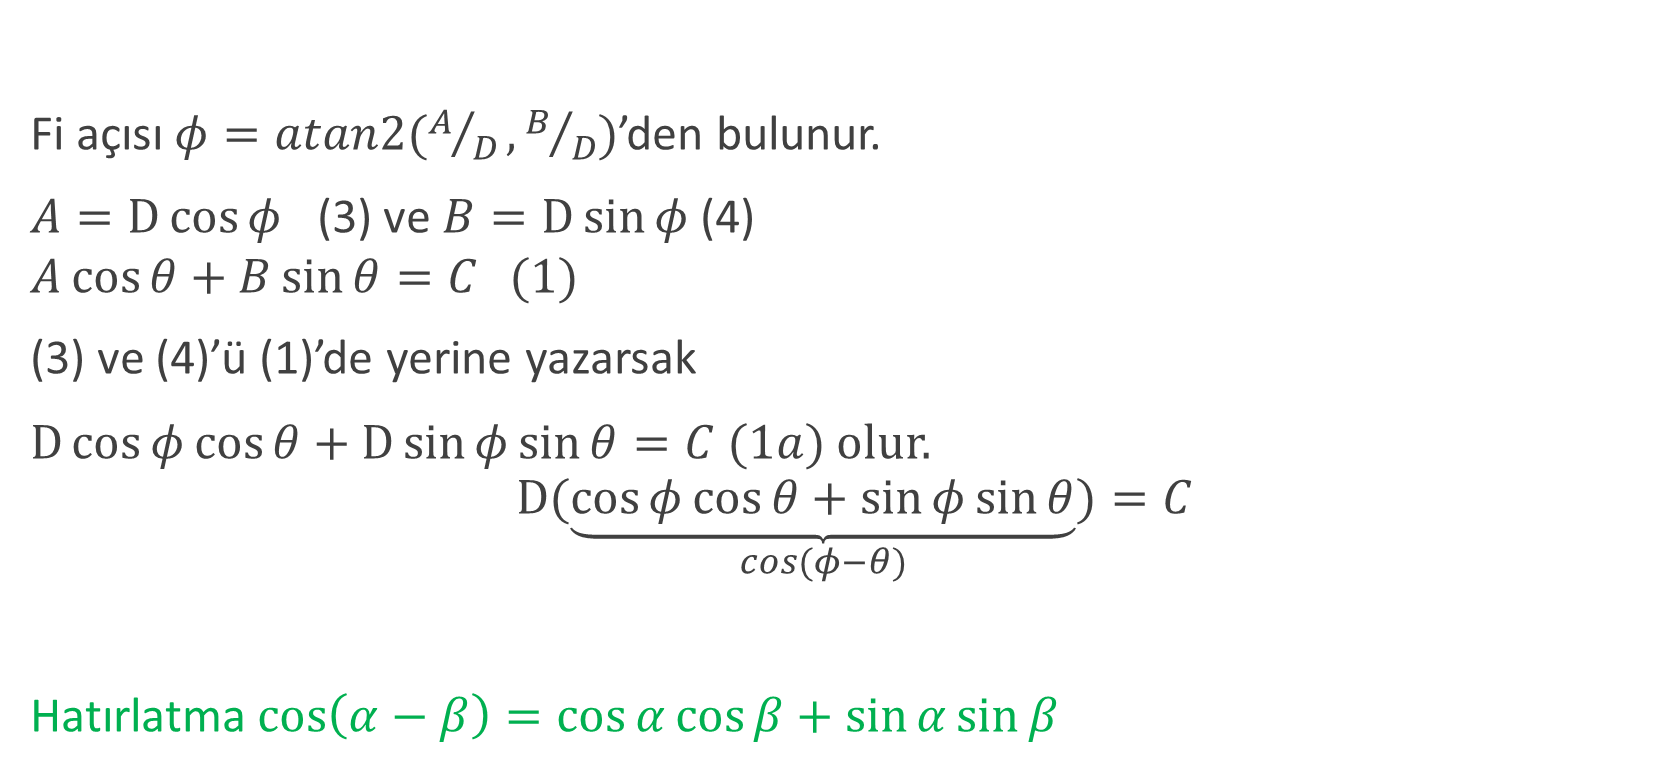 Fi açısı ϕ = atan2(A/D, B/D)’den bulunur.
A = D cos ϕ (3) ve B = D sin ϕ (4)
A cos θ + B sin θ = C (1)
(3) ve (4)’ü (1)’de yerine yazarsak
D cos ϕ cos θ + D sin ϕ sin θ = C (1a) olur.
D(cos ϕ cos θ + sin ϕ sin θ) = C
cos(ϕ−θ)
Hatırlatma cos(α − β) = cos α cos β + sin α sin β